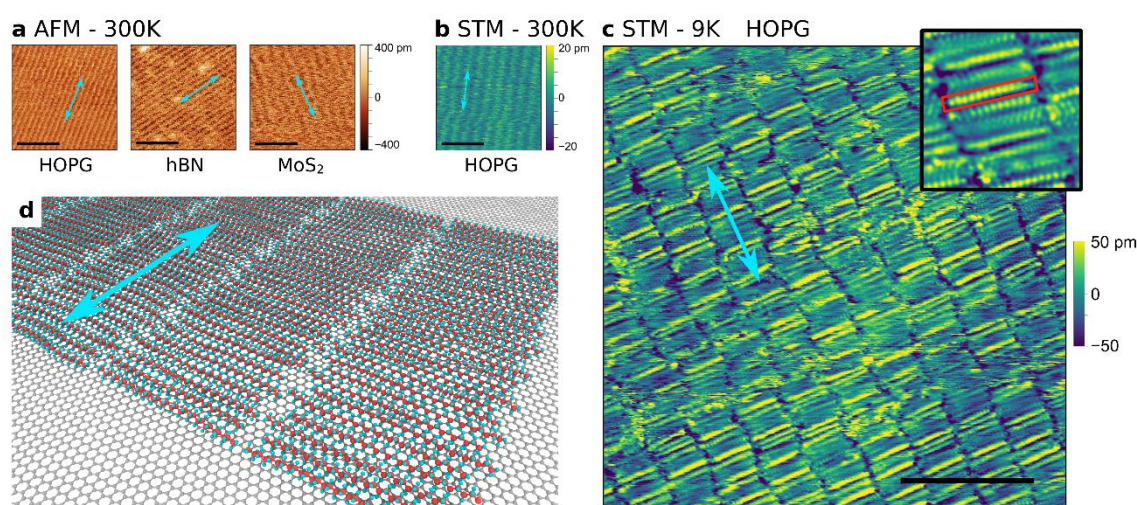 a AFM - 300K
400 pm
0
−400
HOPG
hBN
MoS₂
b STM - 300K
20 pm
0
−20
HOPG
c STM - 9K HOPG
50 pm
0
−50
d